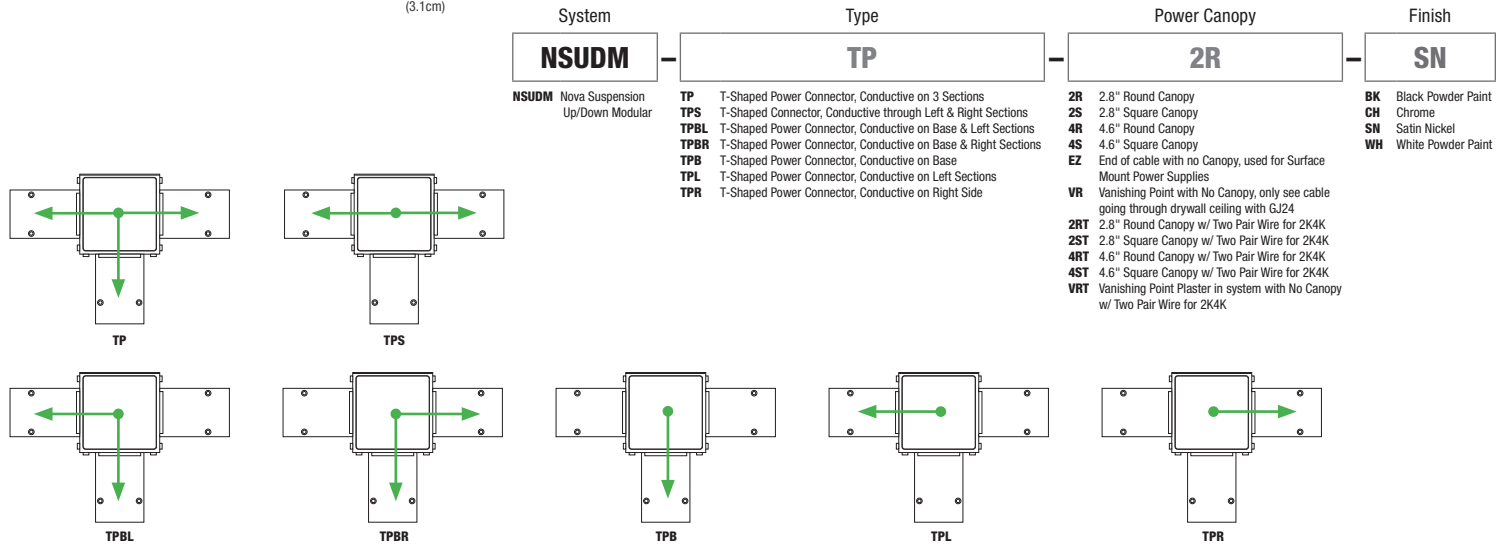 (3.1cm)
System
Type
Power Canopy
Finish
NSUDM – TP – 2R – SN
NSUDM Nova Suspension
Up/Down Modular
TP T-Shaped Power Connector, Conductive on 3 Sections
TPS T-Shaped Connector, Conductive through Left & Right Sections
TPBL T-Shaped Power Connector, Conductive on Base & Left Sections
TPBR T-Shaped Power Connector, Conductive on Base & Right Sections
TPB T-Shaped Power Connector, Conductive on Base
TPL T-Shaped Power Connector, Conductive on Left Sections
TPR T-Shaped Power Connector, Conductive on Right Side
2R 2.8" Round Canopy
2S 2.8" Square Canopy
4R 4.6" Round Canopy
4S 4.6" Square Canopy
EZ End of cable with no Canopy, used for Surface
Mount Power Supplies
VR Vanishing Point with No Canopy, only see cable
going through drywall ceiling with GJ24
2RT 2.8" Round Canopy w/ Two Pair Wire for 2K4K
2ST 2.8" Square Canopy w/ Two Pair Wire for 2K4K
4RT 4.6" Round Canopy w/ Two Pair Wire for 2K4K
4ST 4.6" Square Canopy w/ Two Pair Wire for 2K4K
VRT Vanishing Point Plaster in system with No Canopy
w/ Two Pair Wire for 2K4K
BK Black Powder Paint
CH Chrome
SN Satin Nickel
WH White Powder Paint
TP
TPS
TPBL
TPBR
TPB
TPL
TPR